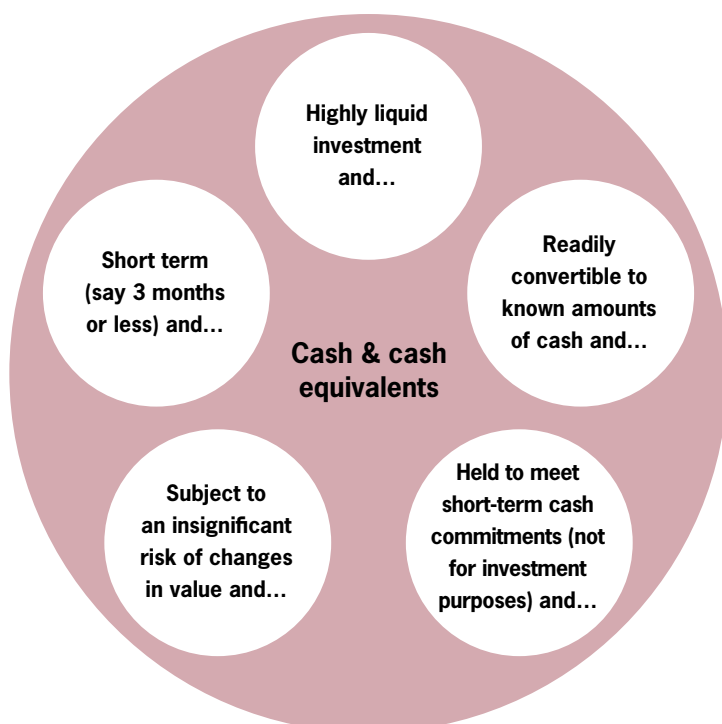 Highly liquid
investment
and…
Short term
(say 3 months
or less) and…
Readily
convertible to
known amounts
of cash and…
Cash & cash
equivalents
Subject to
an insignificant
risk of changes
in value and…
Held to meet
short-term cash
commitments (not
for investment
purposes) and…